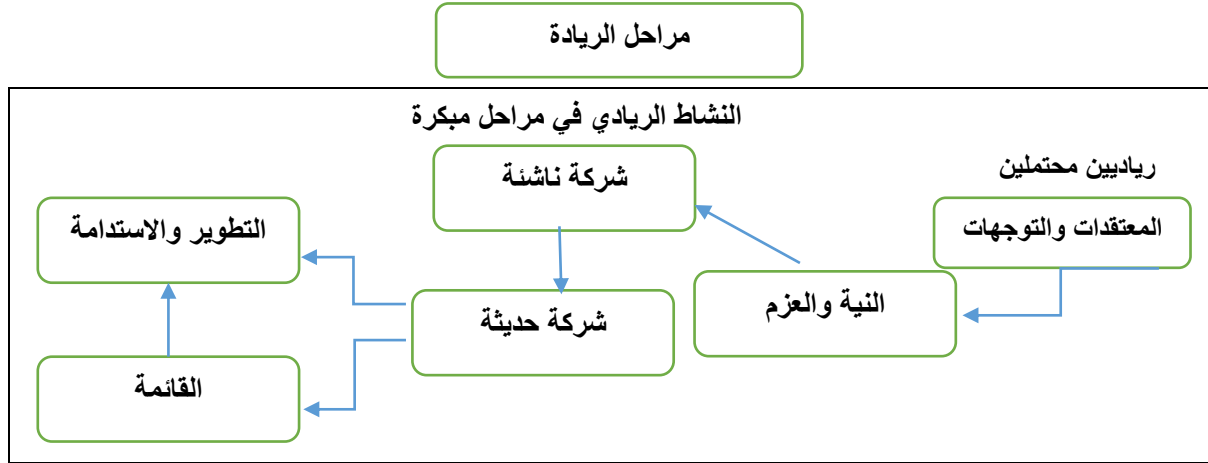 مراحل الريادة
النشاط الريادي في مراحل مبكرة
رياديين محتملين
المعتقدات والتوجهات
النية والعزم
شركة ناشئة
شركة حديثة
التطوير والاستدامة
القائمة